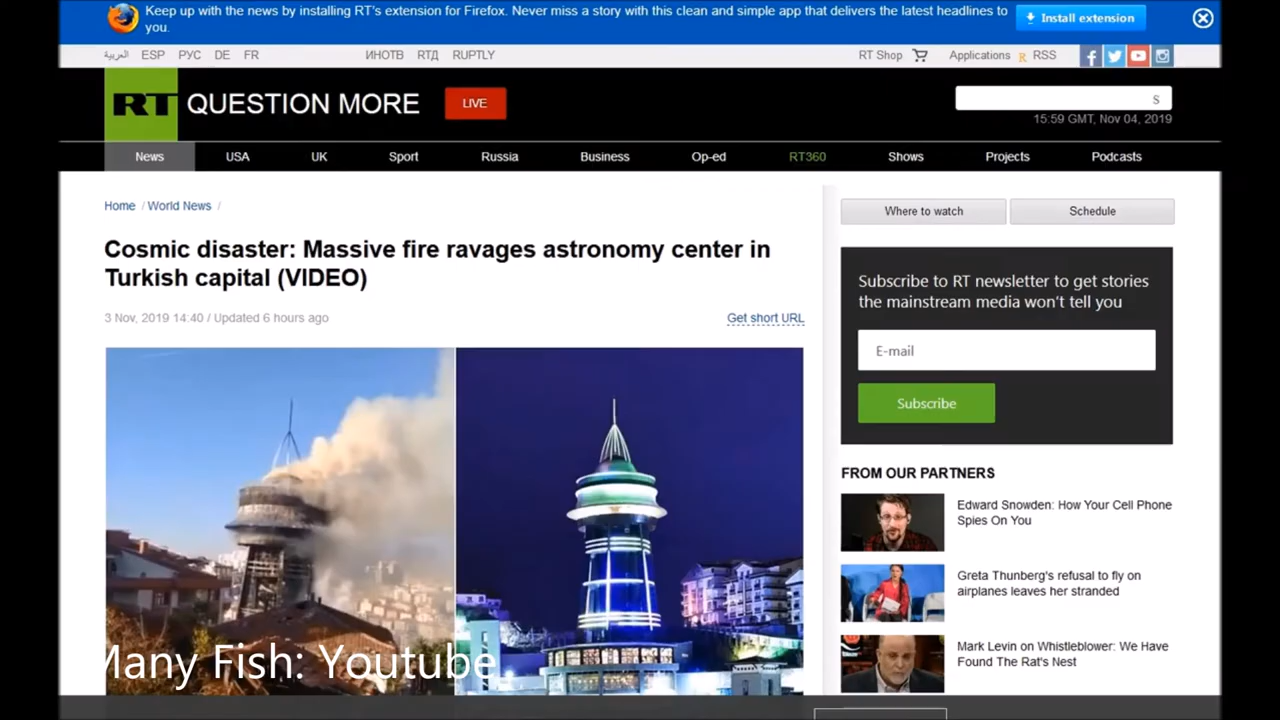 Keep up with the news by installing RT's extension for Firefox. Never miss a story with this clean and simple app that delivers the latest headlines to
you.
Install extension
العربية ESP РУС DE FR ИНОТВ РТД RUPTLY RT Shop Applications RSS
RT QUESTION MORE LIVE
S
15:59 GMT, Nov 04, 2019
News USA UK Sport Russia Business Op-ed RT360 Shows Projects Podcasts
Home / World News /
Cosmic disaster: Massive fire ravages astronomy center in
Turkish capital (VIDEO)
3 Nov, 2019 14:40 / Updated 6 hours ago
Get short URL
Where to watch Schedule
Subscribe to RT newsletter to get stories
the mainstream media won't tell you
E-mail
Subscribe
FROM OUR PARTNERS
Edward Snowden: How Your Cell Phone
Spies On You
Greta Thunberg's refusal to fly on
airplanes leaves her stranded
Mark Levin on Whistleblower: We Have
Found The Rat's Nest
Many Fish: Youtube